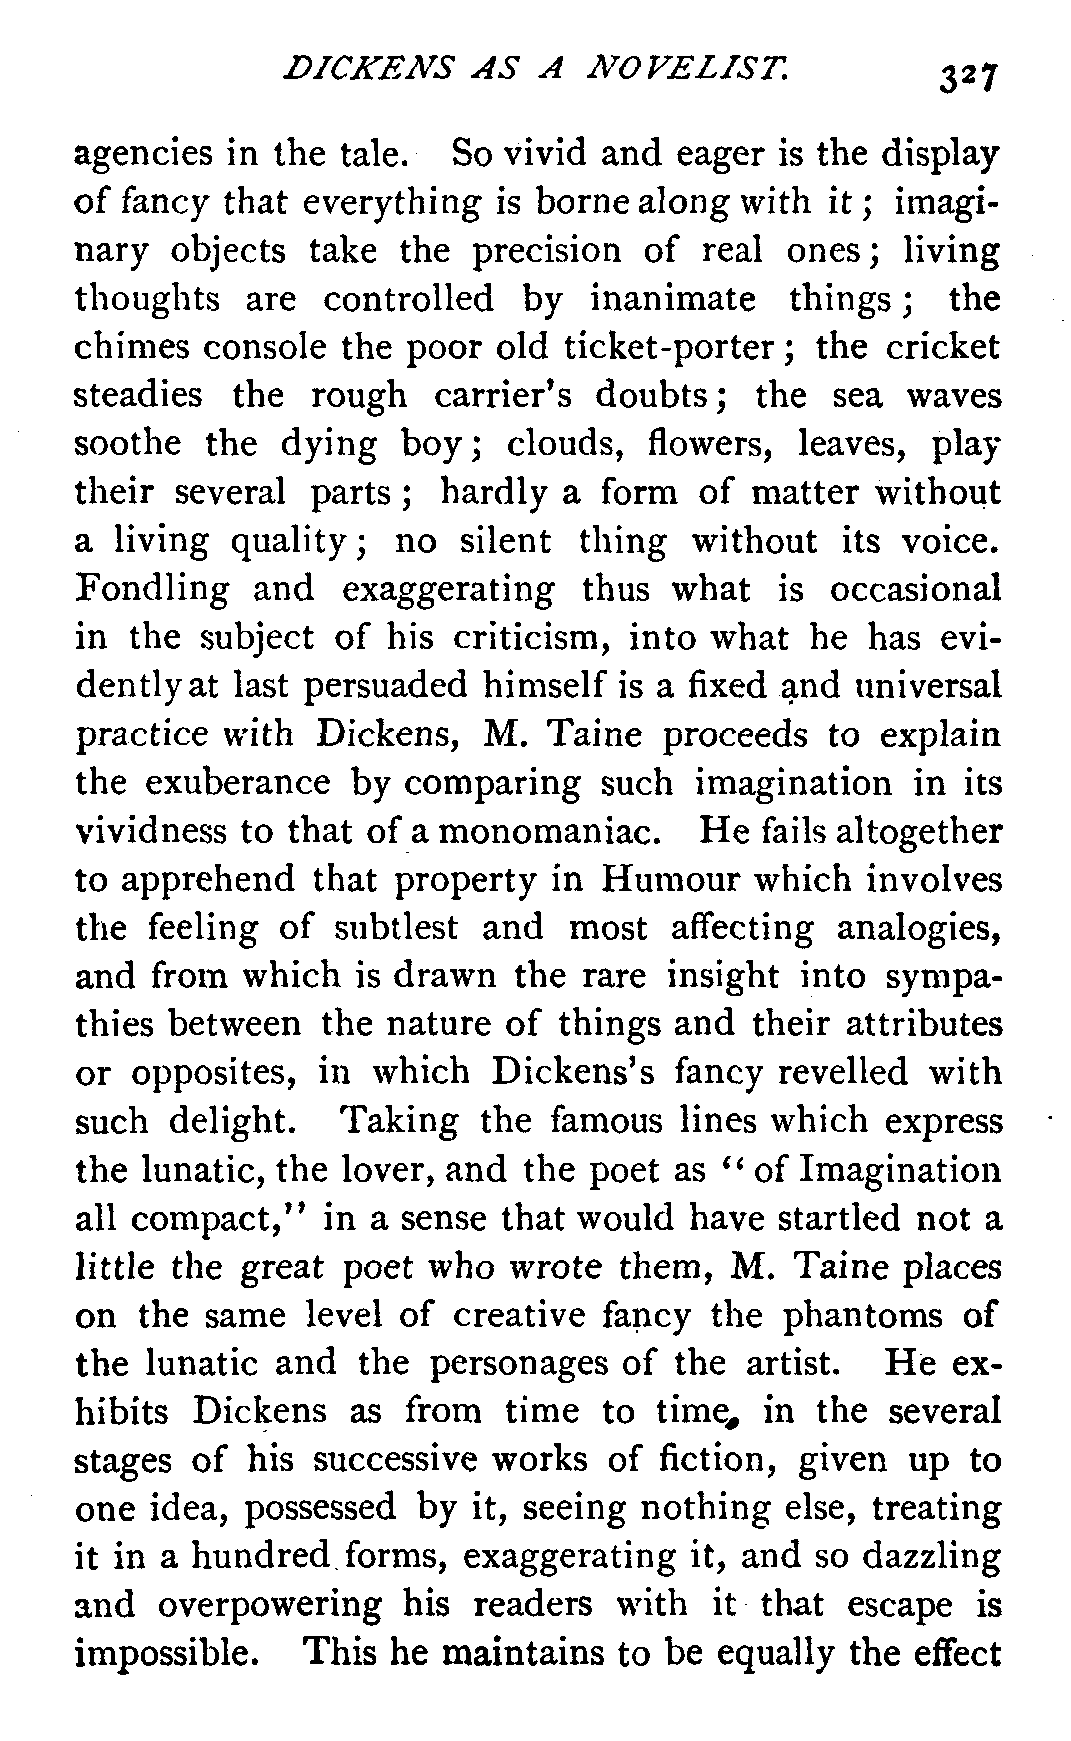 DICKENS AS A NOVELIST. 327
agencies in the tale. So vivid and eager is the display
of fancy that everything is borne along with it; imagi-
nary objects take the precision of real ones; living
thoughts are controlled by inanimate things; the
chimes console the poor old ticket-porter; the cricket
steadies the rough carrier's doubts; the sea waves
soothe the dying boy; clouds, flowers, leaves, play
their several parts; hardly a form of matter without
a living quality; no silent thing without its voice.
Fondling and exaggerating thus what is occasional
in the subject of his criticism, into what he has evi-
dently at last persuaded himself is a fixed and universal
practice with Dickens, M. Taine proceeds to explain
the exuberance by comparing such imagination in its
vividness to that of a monomaniac. He fails altogether
to apprehend that property in Humour which involves
the feeling of subtlest and most affecting analogies,
and from which is drawn the rare insight into sympa-
thies between the nature of things and their attributes
or opposites, in which Dickens's fancy revelled with
such delight. Taking the famous lines which express
the lunatic, the lover, and the poet as "of Imagination
all compact," in a sense that would have startled not a
little the great poet who wrote them, M. Taine places
on the same level of creative fancy the phantoms of
the lunatic and the personages of the artist. He ex-
hibits Dickens as from time to time, in the several
stages of his successive works of fiction, given up to
one idea, possessed by it, seeing nothing else, treating
it in a hundred forms, exaggerating it, and so dazzling
and overpowering his readers with it that escape is
impossible. This he maintains to be equally the effect